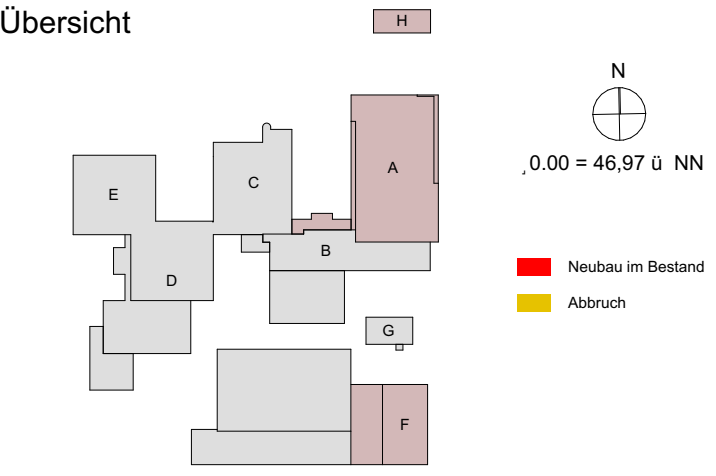 Übersicht
H
N
A
¸0.00 = 46,97 ü NN
C
E
B
Neubau im Bestand
D
Abbruch
G
F